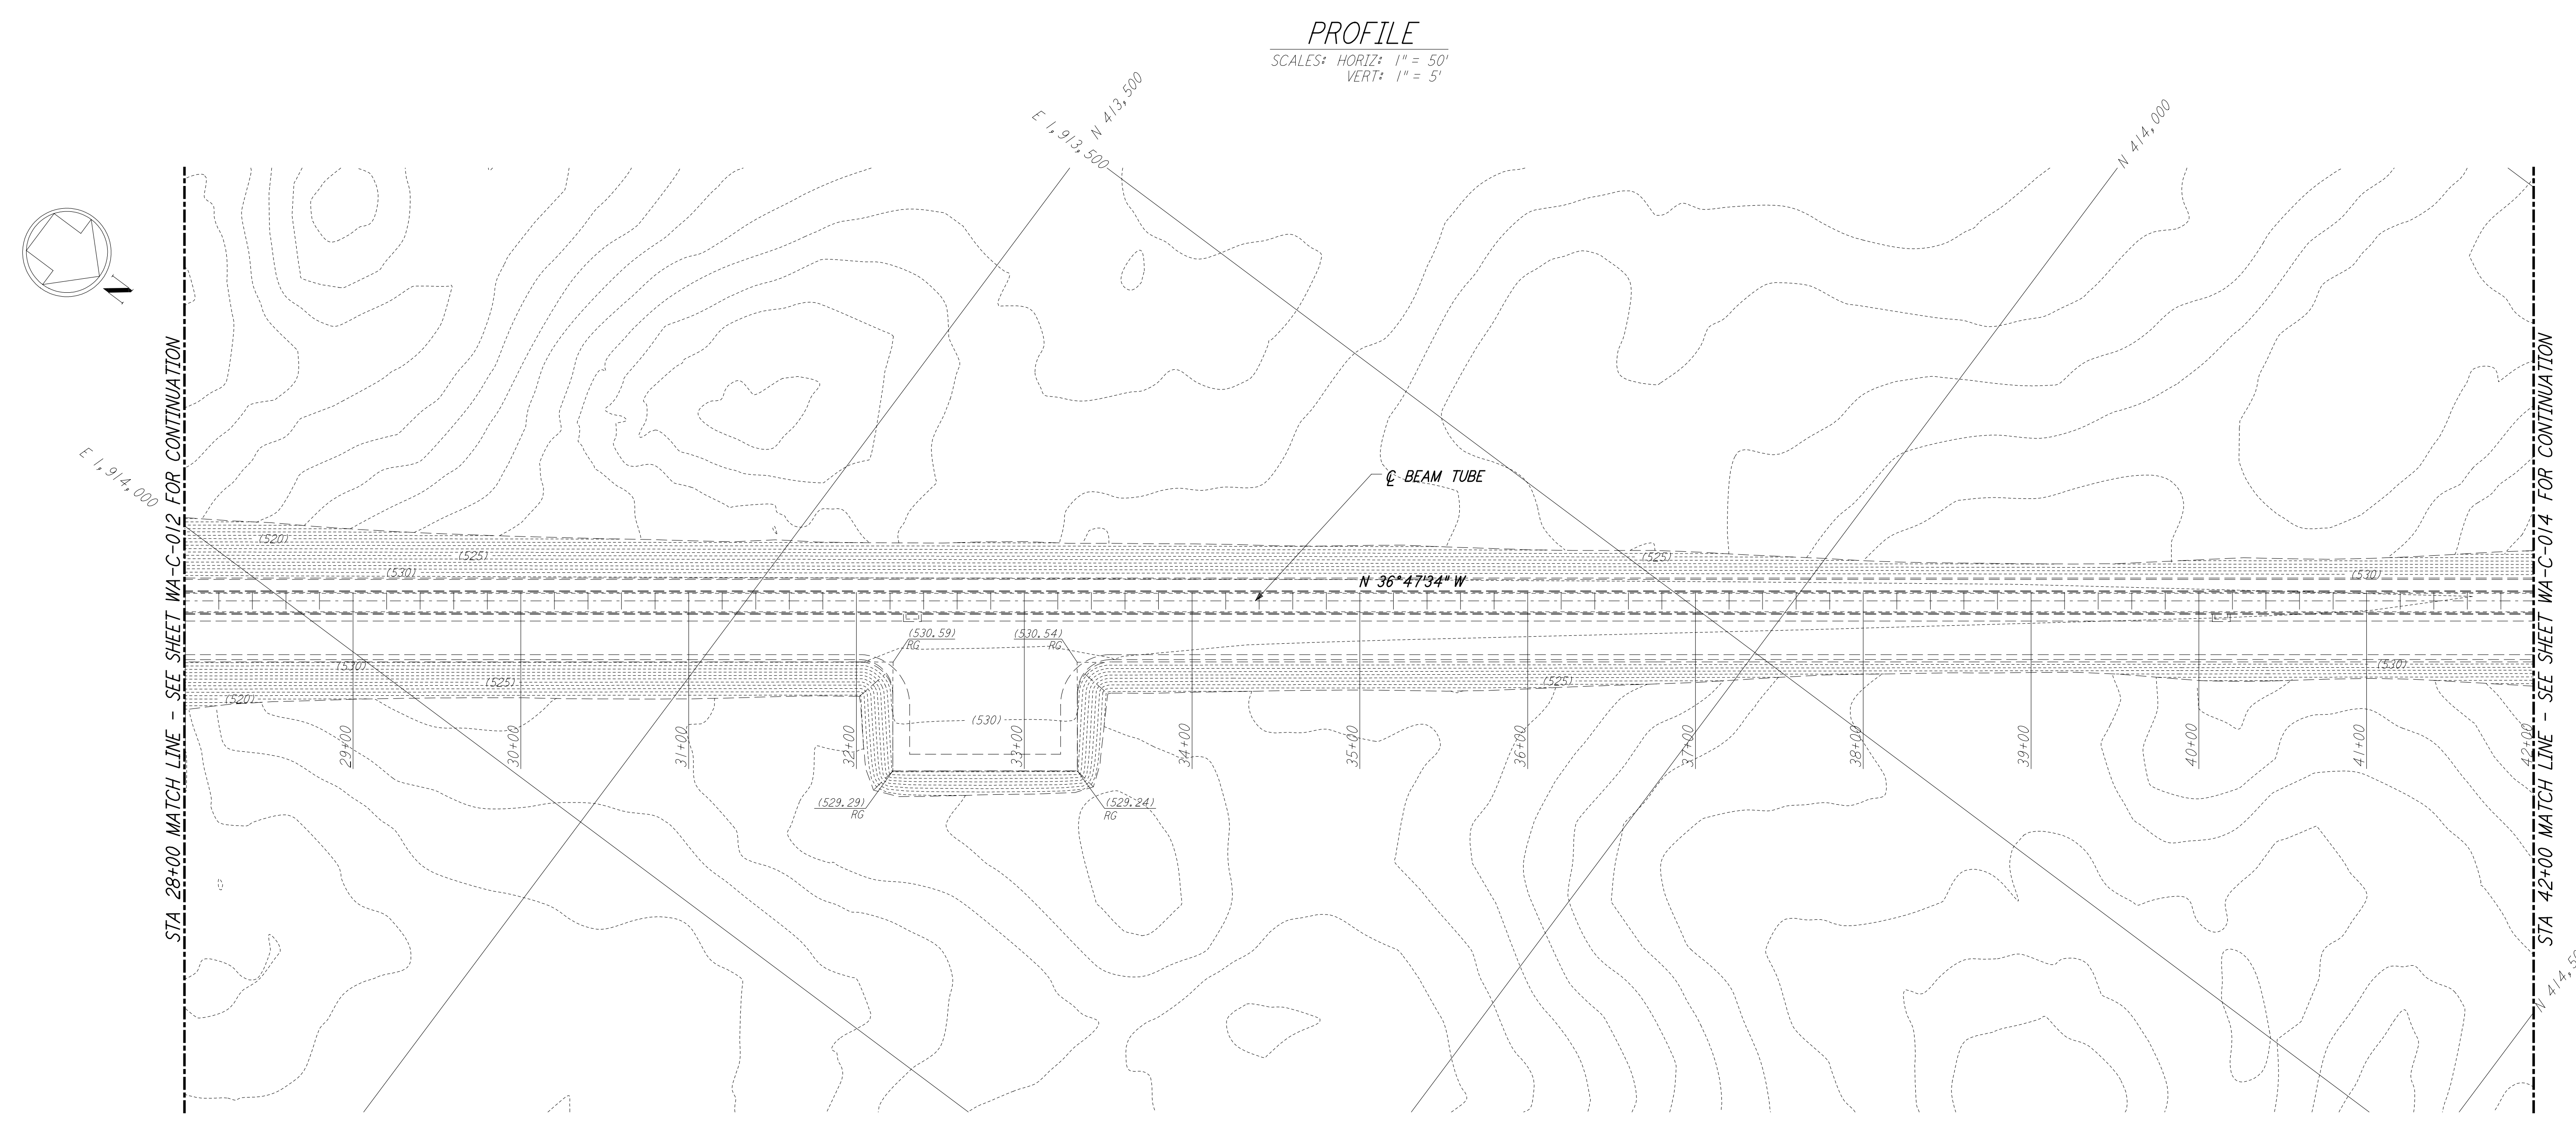 PROFILE
SCALES: HORIZ: 1" = 50'
VERT: 1" = 5'
E 1,913,500
N 413,500
N 414,000
N
STA 28+00 MATCH LINE - SEE SHEET WA-C-012 FOR CONTINUATION
STA 42+00 MATCH LINE - SEE SHEET WA-C-014 FOR CONTINUATION
E 1,914,000
℄ BEAM TUBE
(520)
(525)
(525)
(530)
(530)
N 36°47'34" W
(530.59)
RG
(530.54)
RG
(530)
(525)
(520)
(525)
(530)
(530)
29+00
30+00
31+00
32+00
33+00
34+00
35+00
36+00
37+00
38+00
39+00
40+00
41+00
42+00
(529.29)
RG
(529.24)
RG
N 414,50